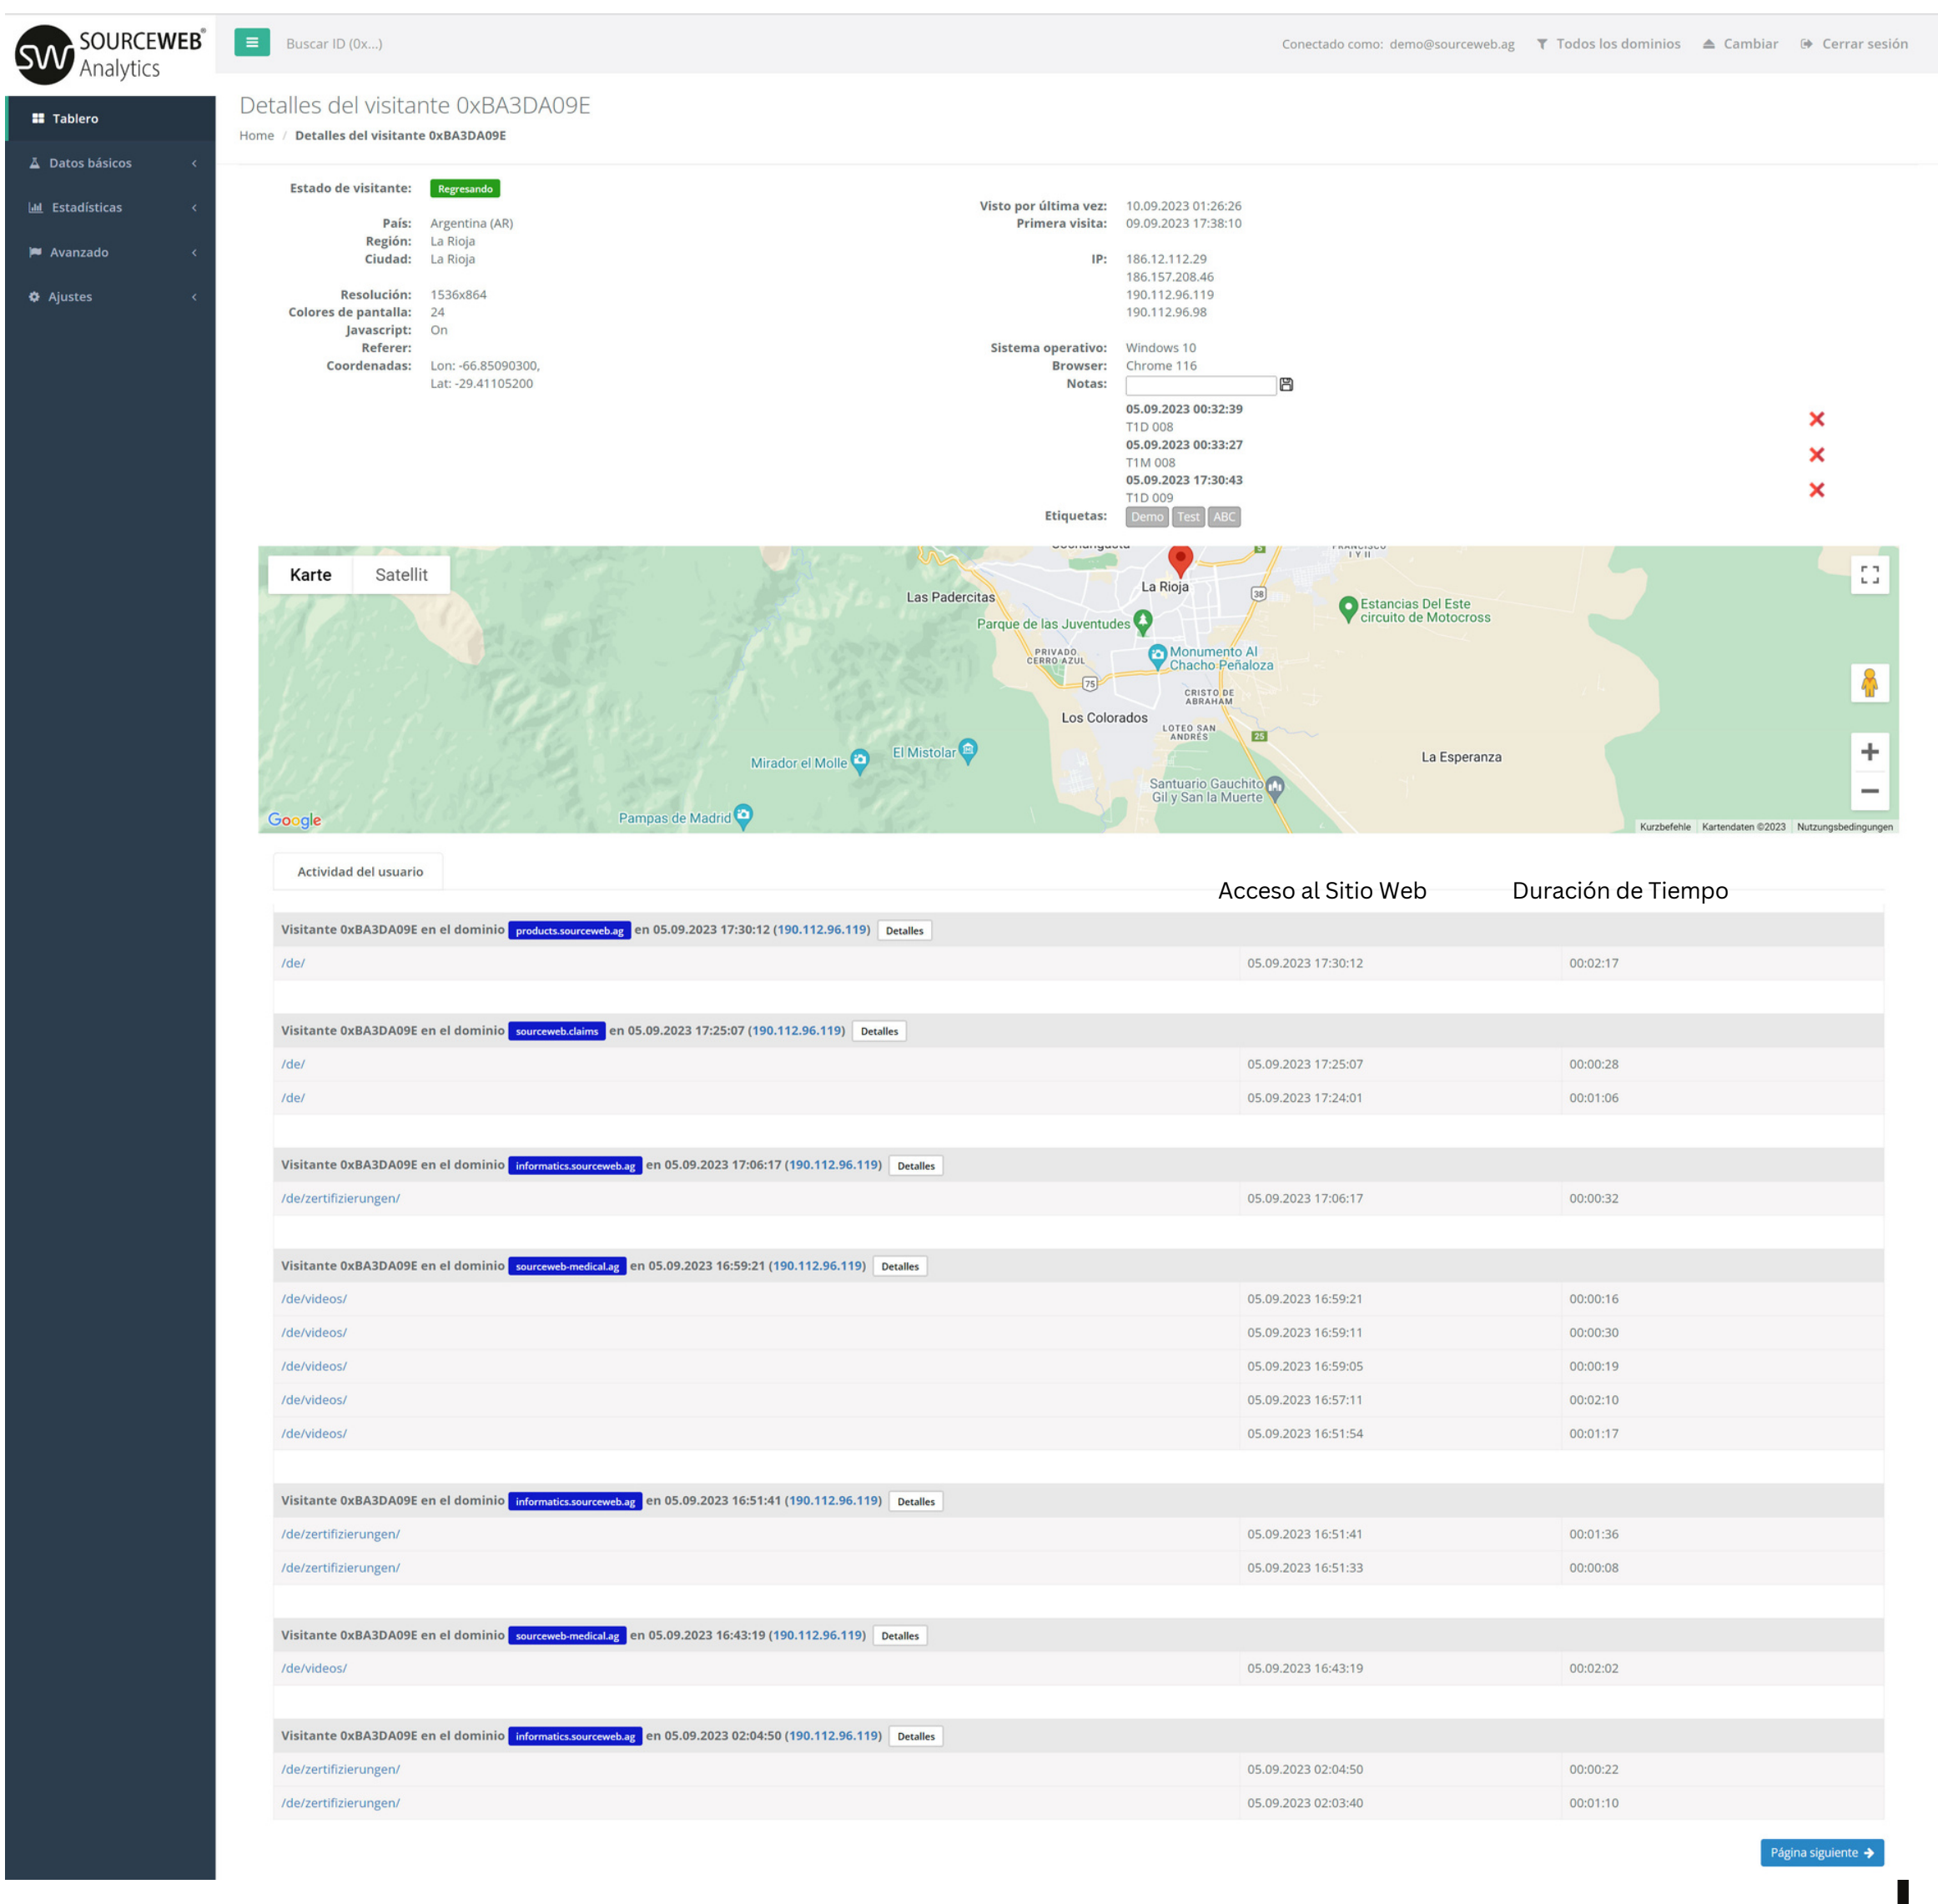 SOURCEWEB®
SW Analytics
Buscar ID (0x...)
Conectado como: demo@sourceweb.ag Todos los dominios Cambiar Cerrar sesión
Tablero
Datos básicos
Estadísticas
Avanzado
Ajustes
Detalles del visitante 0xBA3DA09E
Home / Detalles del visitante 0xBA3DA09E
Estado de visitante: Regresando
País: Argentina (AR)
Región: La Rioja
Ciudad: La Rioja
Resolución: 1536x864
Colores de pantalla: 24
Javascript: On
Referer:
Coordenadas: Lon: -66.85090300,
Lat: -29.41105200
Visto por última vez: 10.09.2023 01:26:26
Primera visita: 09.09.2023 17:38:10
IP: 186.12.112.29
186.157.208.46
190.112.96.119
190.112.96.98
Sistema operativo: Windows 10
Browser: Chrome 116
Notas:
05.09.2023 00:32:39
T1D 008
05.09.2023 00:33:27
T1M 008
05.09.2023 17:30:43
T1D 009
Etiquetas: Demo Test ABC
Karte Satellit
5
I Y II
La Rioja
38
Las Padercitas
Estancias Del Este
circuito de Motocross
Parque de las Juventudes
PRIVADO
CERRO AZUL
Monumento Al
Chacho Peñaloza
75
CRISTO DE
ABRAHAM
Los Colorados
LOTEO SAN
ANDRÉS
25
El Mistolar
Mirador el Molle
La Esperanza
Santuario Gauchito
Gil y San la Muerte
Pampas de Madrid
Google
Kurzbefehle Kartendaten ©2023 Nutzungsbedingungen
Actividad del usuario
Acceso al Sitio Web Duración de Tiempo
Visitante 0xBA3DA09E en el dominio products.sourceweb.ag en 05.09.2023 17:30:12 (190.112.96.119) Detalles
/de/ 05.09.2023 17:30:12 00:02:17
Visitante 0xBA3DA09E en el dominio sourceweb.claims en 05.09.2023 17:25:07 (190.112.96.119) Detalles
/de/ 05.09.2023 17:25:07 00:00:28
/de/ 05.09.2023 17:24:01 00:01:06
Visitante 0xBA3DA09E en el dominio informatics.sourceweb.ag en 05.09.2023 17:06:17 (190.112.96.119) Detalles
/de/zertifizierungen/ 05.09.2023 17:06:17 00:00:32
Visitante 0xBA3DA09E en el dominio sourceweb-medical.ag en 05.09.2023 16:59:21 (190.112.96.119) Detalles
/de/videos/ 05.09.2023 16:59:21 00:00:16
/de/videos/ 05.09.2023 16:59:11 00:00:30
/de/videos/ 05.09.2023 16:59:05 00:00:19
/de/videos/ 05.09.2023 16:57:11 00:02:10
/de/videos/ 05.09.2023 16:51:54 00:01:17
Visitante 0xBA3DA09E en el dominio informatics.sourceweb.ag en 05.09.2023 16:51:41 (190.112.96.119) Detalles
/de/zertifizierungen/ 05.09.2023 16:51:41 00:01:36
/de/zertifizierungen/ 05.09.2023 16:51:33 00:00:08
Visitante 0xBA3DA09E en el dominio sourceweb-medical.ag en 05.09.2023 16:43:19 (190.112.96.119) Detalles
/de/videos/ 05.09.2023 16:43:19 00:02:02
Visitante 0xBA3DA09E en el dominio informatics.sourceweb.ag en 05.09.2023 02:04:50 (190.112.96.119) Detalles
/de/zertifizierungen/ 05.09.2023 02:04:50 00:00:22
/de/zertifizierungen/ 05.09.2023 02:03:40 00:01:10
Página siguiente